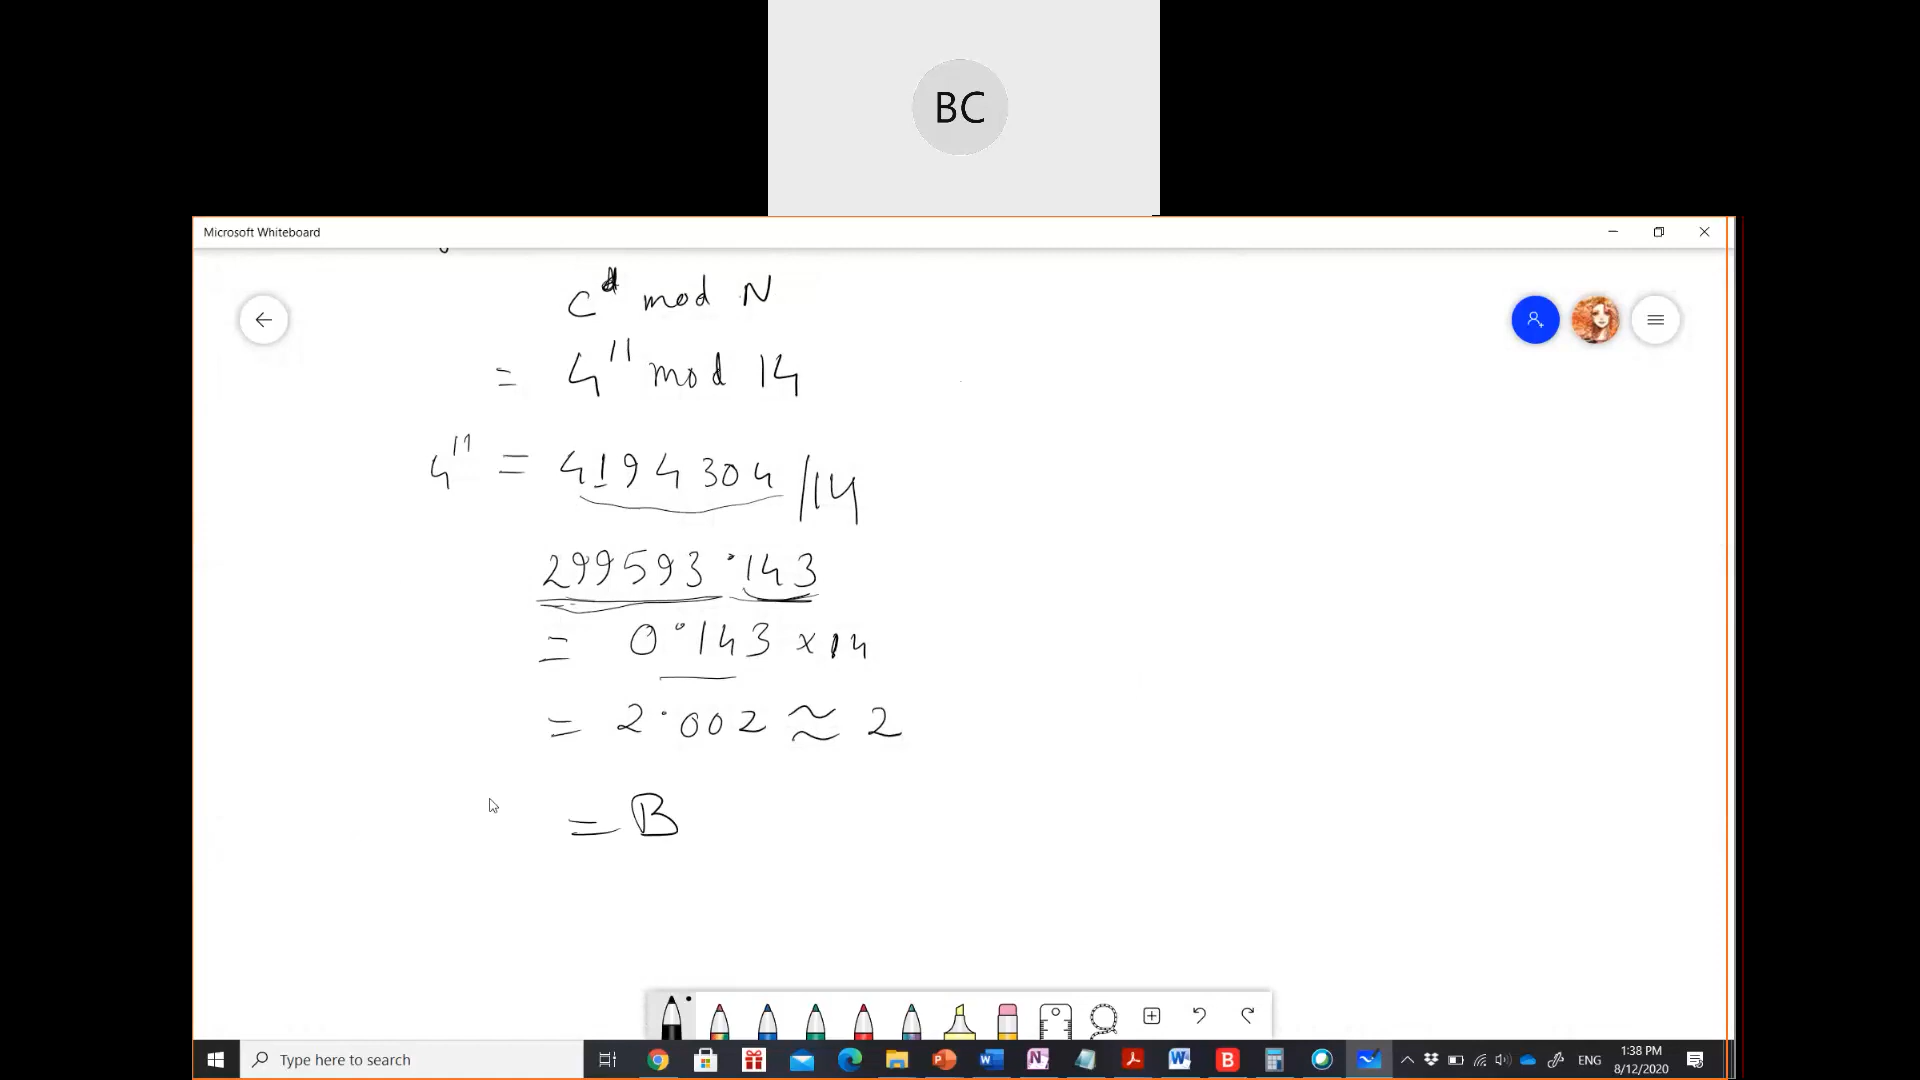 BC
Microsoft Whiteboard
C^d mod N
= 4^11 mod 14
4^11 = 4194304 /14
299593.143
= 0.143 x 14
= 2.002 ≈ 2
= B
Type here to search
ENG
1:38 PM
8/12/2020